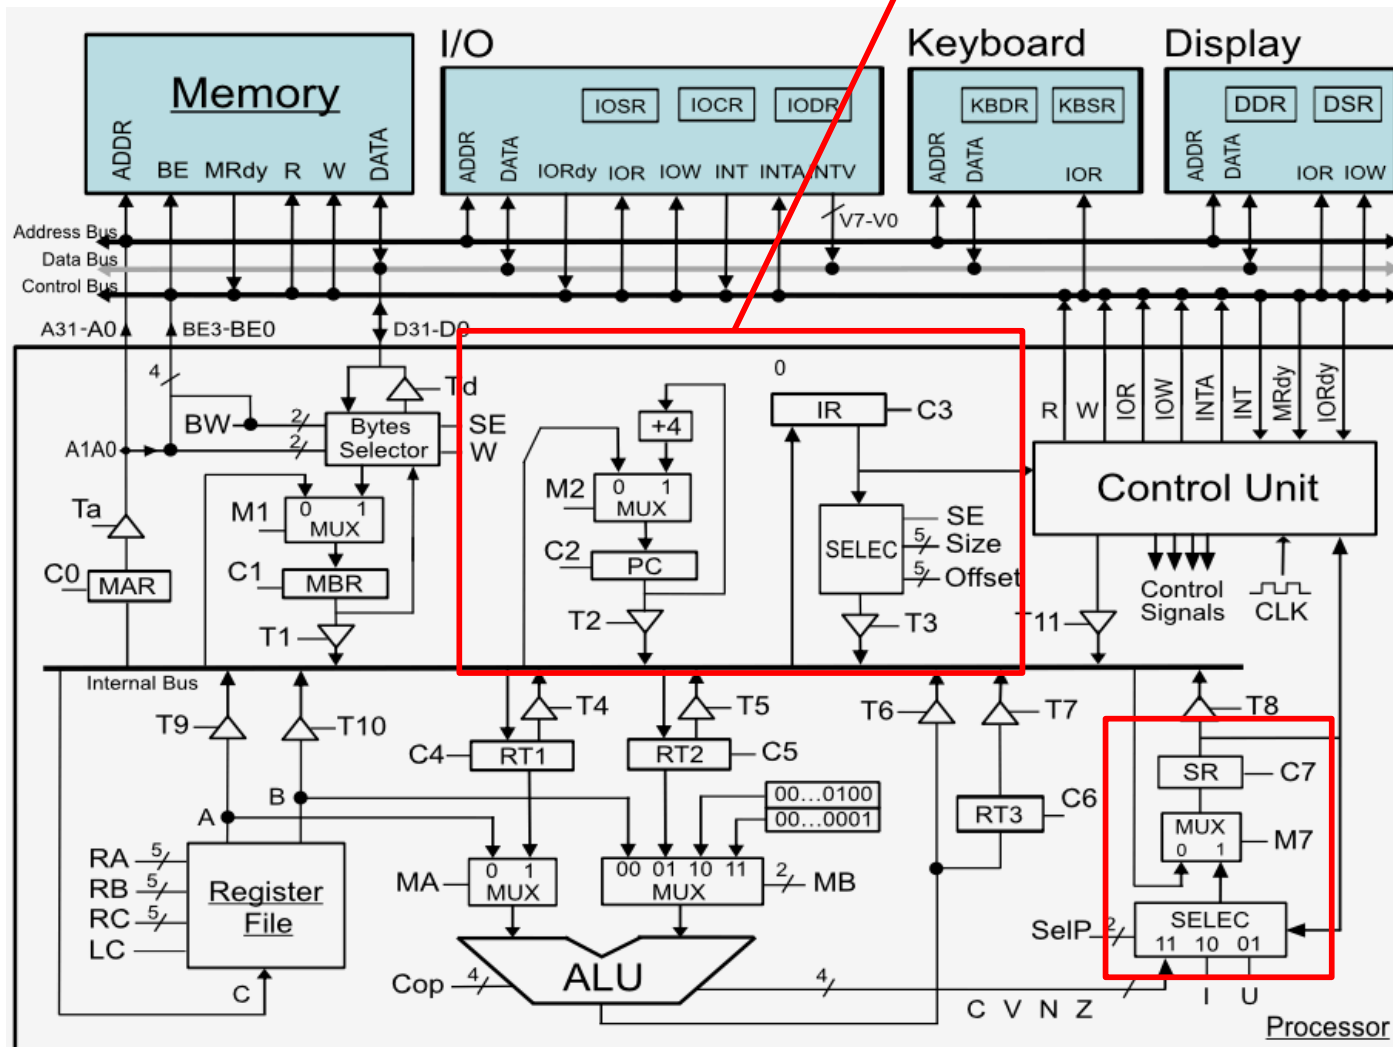 I/O
Keyboard
Display
Memory
IOSR IOCR IODR
KBDR KBSR
DDR DSR
ADDR BE MRdy R W DATA
ADDR DATA IORdy IOR IOW INT INTA INTV
ADDR DATA IOR
ADDR DATA IOR IOW
V7-V0
Address Bus
Data Bus
Control Bus
A31-A0 BE3-BE0 D31-D0
4
Td
BW 2
Bytes
Selector
SE
W
A1A0 2
Ta
M1 0 1
MUX
C0 MAR
C1 MBR
T1
0
IR C3
+4
M2 0 1
MUX
C2 PC
T2
SELEC
SE
5 Size
5 Offset
T3
R W IOR IOW INTA INT MRdy IORdy
Control Unit
Control
Signals
CLK
T11
Internal Bus
T9 T10 T4 T5 T6 T7 T8
C4 RT1
RT2 C5
00...0100
00...0001
RT3 C6
SR C7
MUX
0 1
M7
A B
RA 5
RB 5
RC 5
LC
Register
File
C
MA 0 1
MUX
00 01 10 11
MUX
2 MB
SelP 2
SELEC
11 10 01
Cop 4
ALU
4
C V N Z
I U
Processor